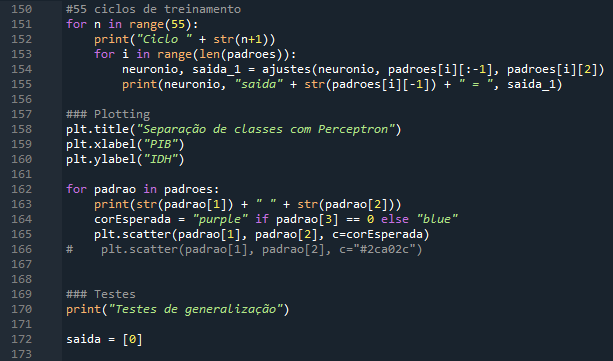 150 #55 ciclos de treinamento
151 for n in range(55):
152     print("Ciclo " + str(n+1))
153     for i in range(len(padroes)):
154         neuronio, saida_1 = ajustes(neuronio, padroes[i][:-1], padroes[i][2])
155         print(neuronio, "saida" + str(padroes[i][-1]) + " = ", saida_1)
156
157 ### Plotting
158 plt.title("Separação de classes com Perceptron")
159 plt.xlabel("PIB")
160 plt.ylabel("IDH")
161
162 for padrao in padroes:
163     print(str(padrao[1]) + " " + str(padrao[2]))
164     corEsperada = "purple" if padrao[3] == 0 else "blue"
165     plt.scatter(padrao[1], padrao[2], c=corEsperada)
166 #    plt.scatter(padrao[1], padrao[2], c="#2ca02c")
167
168
169 ### Testes
170 print("Testes de generalização")
171
172 saida = [0]
173